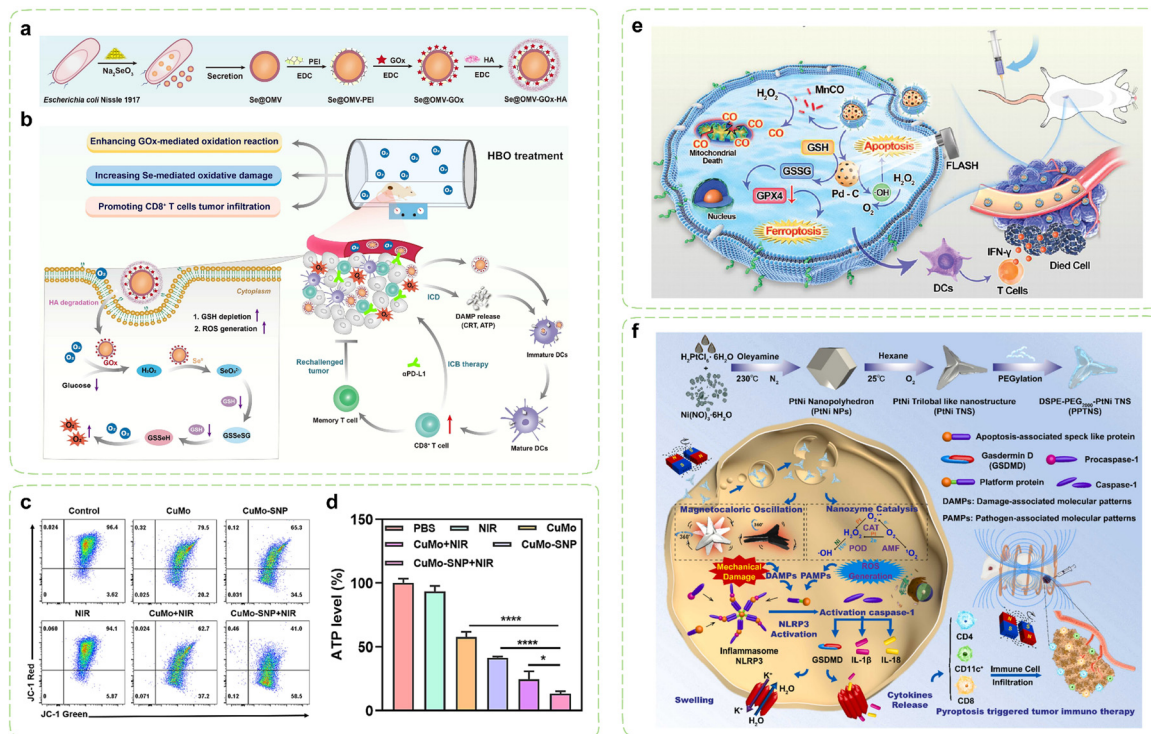 a
Na₂SeO₃
Escherichia coli Nissle 1917
Secretion
Se@OMV
PEI
EDC
Se@OMV-PEI
GOx
EDC
Se@OMV-GOx
HA
EDC
Se@OMV-GOx-HA
b
Enhancing GOx-mediated oxidation reaction
Increasing Se-mediated oxidative damage
Promoting CD8⁺ T cells tumor infiltration
HBO treatment
O₂
HA degradation
Cytoplasm
1. GSH depletion
2. ROS generation
O₂
GOx
Glucose
H₂O₂
Se⁰
GSH
GSSeSG
GSH
GSSeH
O₂
ICD
DAMP release
(CRT, ATP)
Immature DCs
Mature DCs
CD8⁺ T cell
Memory T cell
Rechallenged
tumor
αPD-L1
ICB therapy
c
Control
0.024
96.4
0
3.62
CuMo
0.32
79.5
0.025
20.2
CuMo-SNP
0.12
65.3
0.031
34.5
NIR
0.068
94.1
0
5.87
CuMo+NIR
0.024
62.7
0.071
37.2
CuMo-SNP+NIR
6.46
41.0
0.12
58.5
JC-1 Red
JC-1 Green
d
ATP level (%)
150
100
50
0
PBS
NIR
CuMo
CuMo+NIR
CuMo-SNP
CuMo-SNP+NIR
****
****
*
e
H₂O₂
MnCO
CO
CO
CO
CO
CO
Mitochondrial
Death
GSH
Apoptosis
GSSG
Pd - C
·OH
H₂O₂
O₂
GPX4
Nucleus
Ferroptosis
FLASH
IFN-γ
Died Cell
DCs
T Cells
f
H₂PtCl₆· 6H₂O
Ni(NO)₃·6H₂O
Oleyamine
230℃ N₂
PtNi Nanopolyhedron
(PtNi NPs)
Hexane
25℃ O₂
PtNi Trilobal like nanostructure
(PtNi TNS)
PEGylation
DSPE-PEG₂₀₀₀-PtNi TNS
(PPTNS)
Apoptosis-associated speck like protein
Gasdermin D
(GSDMD)
Procaspase-1
Platform protein
Caspase-1
DAMPs: Damage-associated molecular patterns
PAMPs: Pathogen-associated molecular patterns
Magnetocaloric Oscillation
360°
360°
Nanozyme Catalysis
O₂
CAT
H₂O₂
·OH
POD
AMF
Mechanical
Damage
DAMPs
PAMPs
ROS
Generation
NLRP3
Activation
Activation caspase-1
Inflammasome
NLRP3
GSDMD
IL-1β
IL-18
Swelling
K⁺
H₂O
K⁺
H₂O
Cytokines
Release
CD4
CD11c⁺
CD8
Immune Cell
Infiltration
Pyroptosis triggered tumor immuno therapy